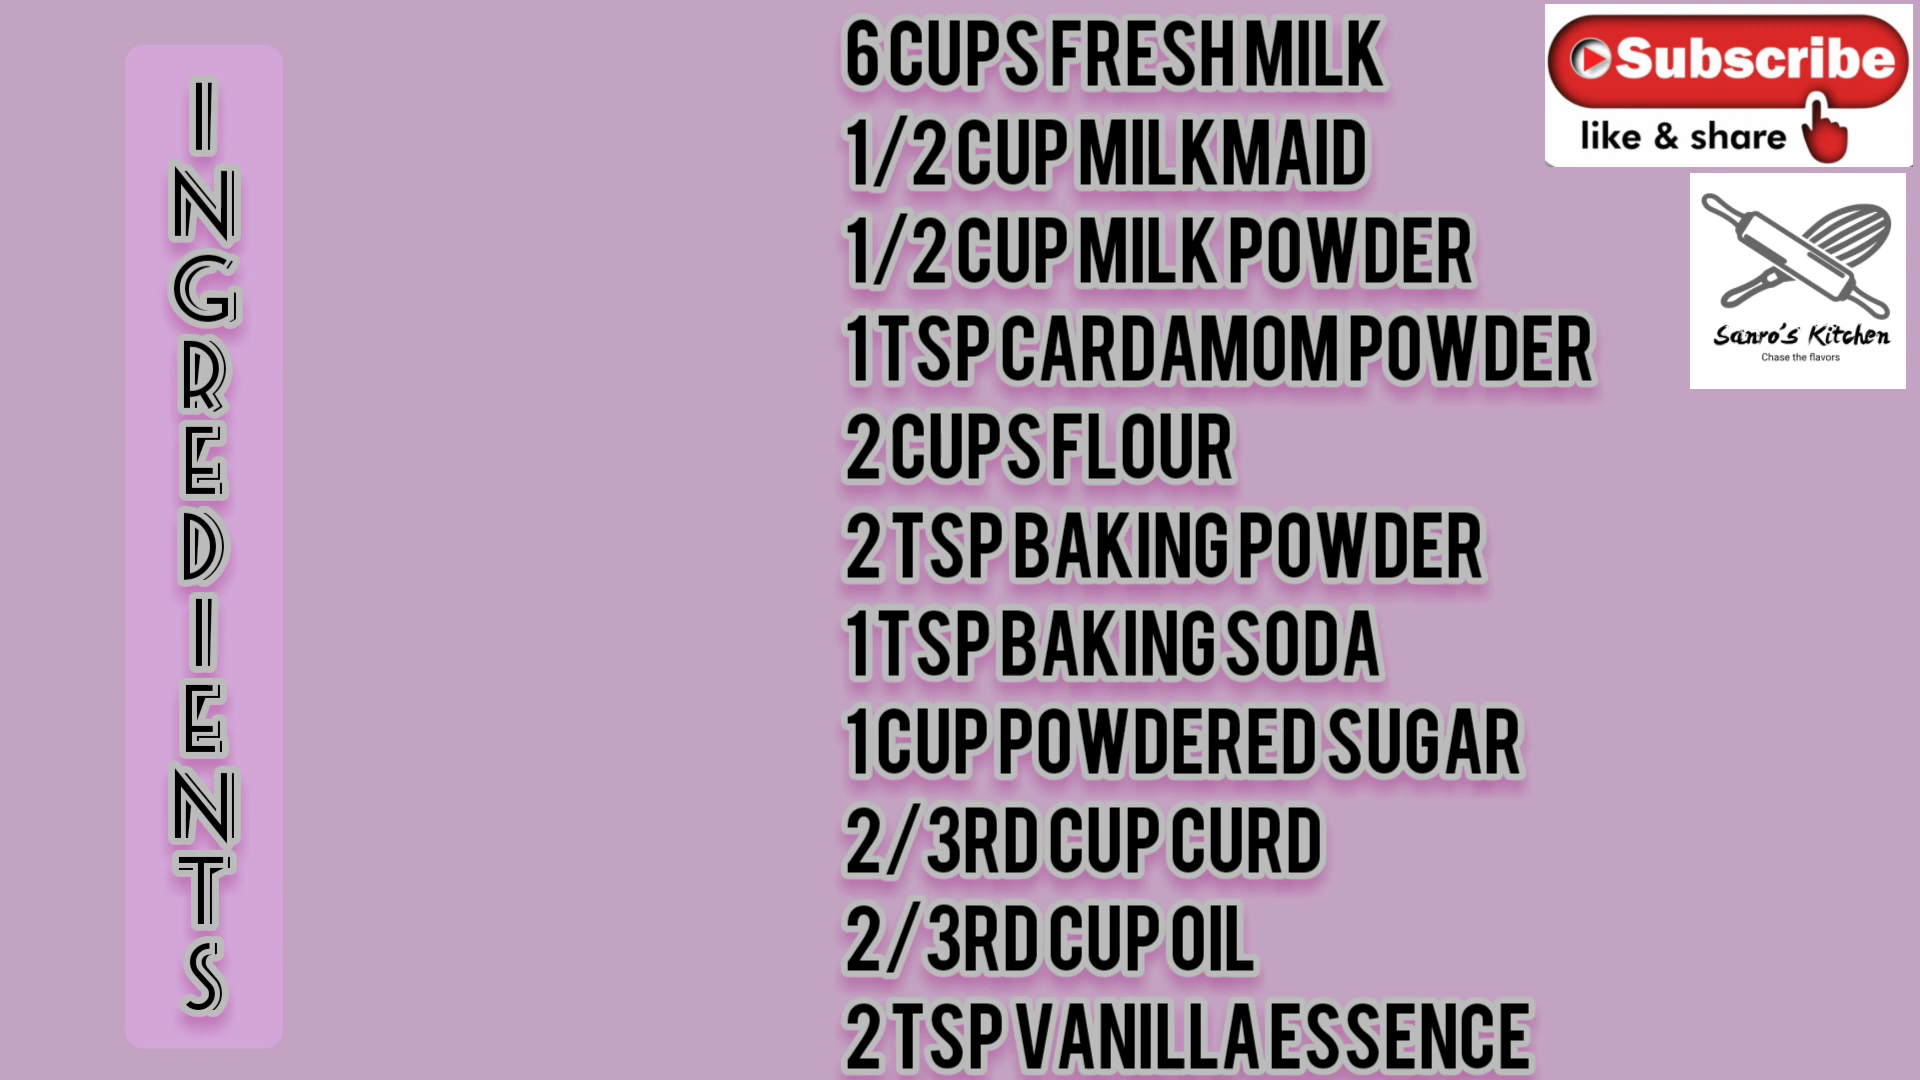 INGREDIENTS
6 CUPS FRESH MILK
1/2 CUP MILKMAID
1/2 CUP MILK POWDER
1 TSP CARDAMOM POWDER
2 CUPS FLOUR
2 TSP BAKING POWDER
1 TSP BAKING SODA
1 CUP POWDERED SUGAR
2/3RD CUP CURD
2/3RD CUP OIL
2 TSP VANILLA ESSENCE
Subscribe
like & share
Sanro's Kitchen
Chase the flavors